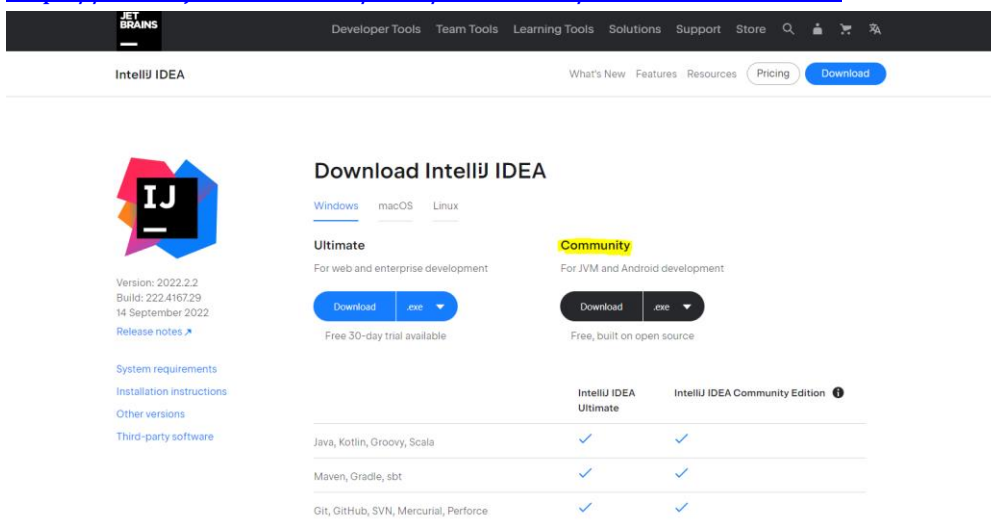 JET
BRAINS
Developer Tools Team Tools Learning Tools Solutions Support Store
IntelliJ IDEA
What's New Features Resources Pricing Download
IJ
Download IntelliJ IDEA
Windows macOS Linux
Ultimate
Community
For web and enterprise development
For JVM and Android development
Version: 2022.2.2
Build: 222.4167.29
14 September 2022
Download .exe
Download .exe
Release notes
Free 30-day trial available
Free, built on open source
System requirements
Installation instructions
Other versions
Third-party software
IntelliJ IDEA
Ultimate
IntelliJ IDEA Community Edition
Java, Kotlin, Groovy, Scala
Maven, Gradle, sbt
Git, GitHub, SVN, Mercurial, Perforce